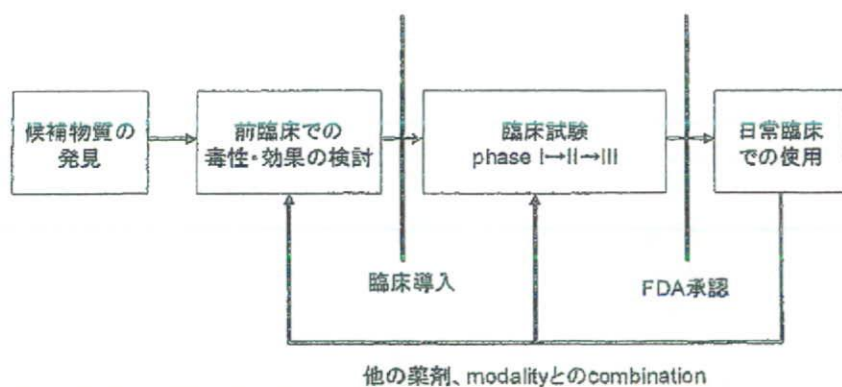 候補物質の
発見
前臨床での
毒性・効果の検討
臨床試験
phase I→II→III
日常臨床
での使用
臨床導入
FDA承認
他の薬剤、modalityとのcombination